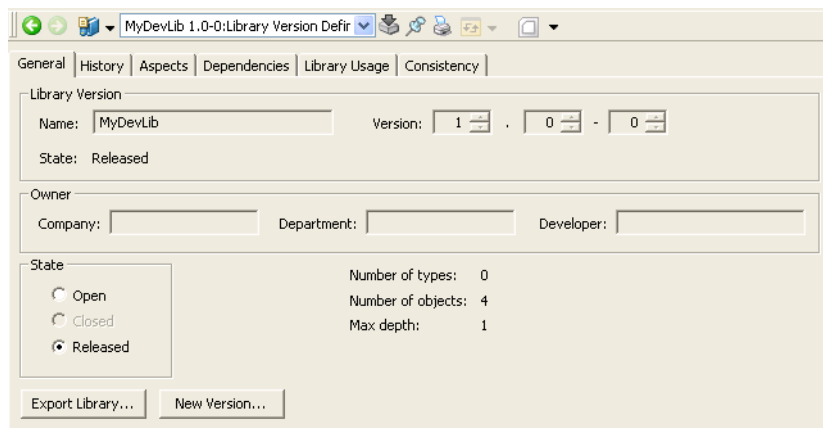 MyDevLib 1.0-0:Library Version Defir
General History Aspects Dependencies Library Usage Consistency
Library Version
Name: MyDevLib Version: 1 . 0 - 0
State: Released
Owner
Company: Department: Developer:
State
Open
Closed
Released
Number of types: 0
Number of objects: 4
Max depth: 1
Export Library... New Version...